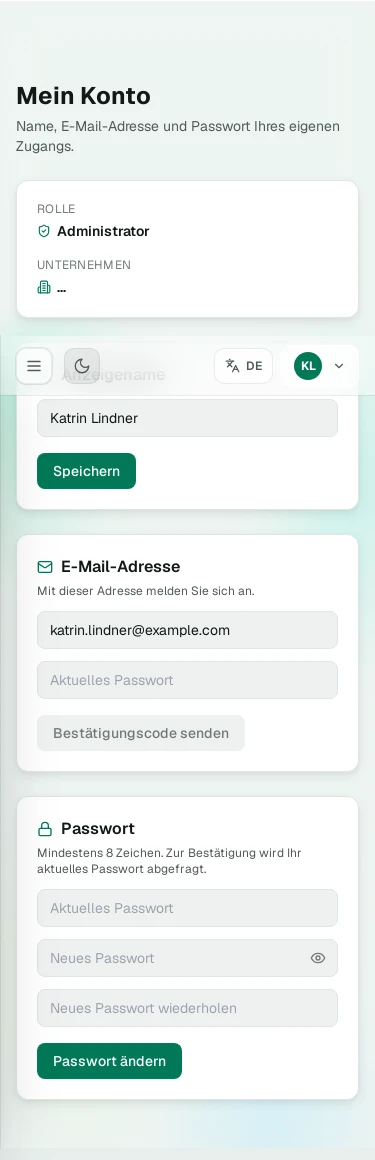 Mein Konto
Name, E-Mail-Adresse und Passwort Ihres eigenen
Zugangs.
ROLLE
Administrator
UNTERNEHMEN
...
Anzeigename
DE
KL
Katrin Lindner
Speichern
E-Mail-Adresse
Mit dieser Adresse melden Sie sich an.
katrin.lindner@example.com
Aktuelles Passwort
Bestätigungscode senden
Passwort
Mindestens 8 Zeichen. Zur Bestätigung wird Ihr
aktuelles Passwort abgefragt.
Aktuelles Passwort
Neues Passwort
Neues Passwort wiederholen
Passwort ändern